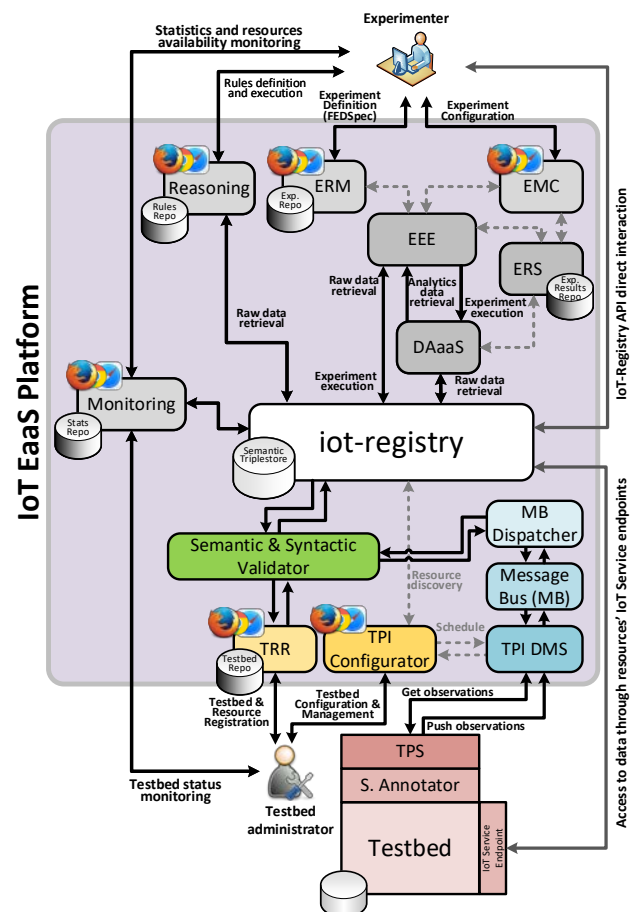 Experimenter
Statistics and resources
availability monitoring
Rules definition
and execution
Experiment
Definition
(FEDSpec)
Experiment
Configuration
Reasoning
Rules
Repo
ERM
Exp.
Repo
EMC
EEE
ERS
Exp.
Results
Repo
Raw data
retrieval
Analytics
data
retrieval
Experiment
execution
DAaaS
Raw data
retrieval
Experiment
execution
Raw data
retrieval
Monitoring
Stats
Repo
iot-registry
Semantic
Triplestore
IoT EaaS Platform
IoT-Registry API direct interaction
Semantic & Syntactic
Validator
MB
Dispatcher
Resource
discovery
Message
Bus (MB)
Schedule
TRR
Testbed
Repo
TPI
Configurator
TPI DMS
Testbed &
Resource
Registration
Testbed
Configuration &
Management
Get observations
Push observations
Testbed status
monitoring
Testbed
administrator
TPS
S. Annotator
Testbed
IoT Service
Endpoint
Access to data through resources' IoT Service endpoints